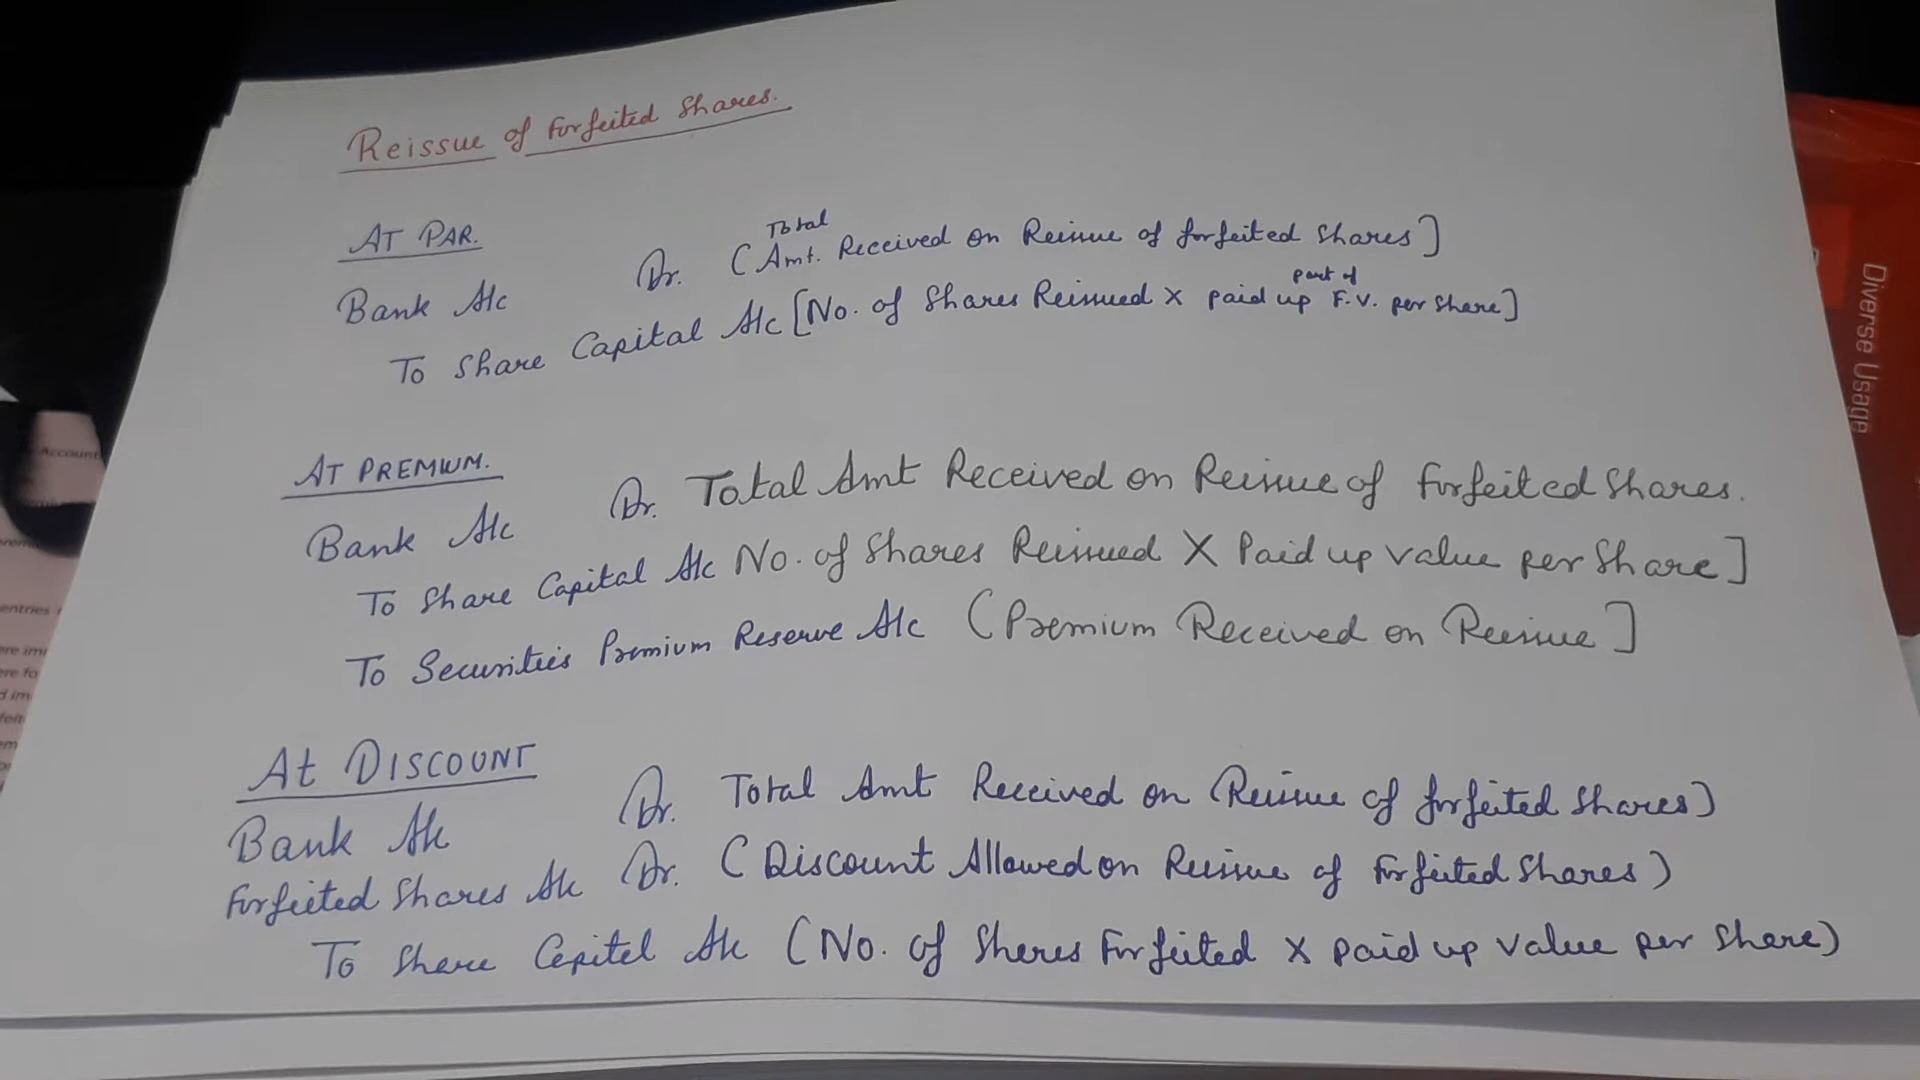 Reissue of Forfeited Shares.
AT PAR.
Total
Bank A/c Dr. (Amt. Received on Reissue of forfeited shares]
part of
To Share Capital A/c [No. of Shares Reissued X paid up F.V. per share]
AT PREMIUM.
Bank A/c Dr. Total Amt Received on Reissue of forfeited shares.
To Share Capital A/c No. of Shares Reissued X Paid up value per Share]
To Securities Premium Reserve A/c (Premium Received on Reissue]
At DISCOUNT
Bank A/c Dr. Total Amt Received on Reissue of forfeited shares)
Forfeited Shares A/c Dr. (Discount Allowed on Reissue of Forfeited Shares)
To Share Capital A/c (No. of Shares Forfeited X paid up value per share)
Diverse Usage
Account
entries